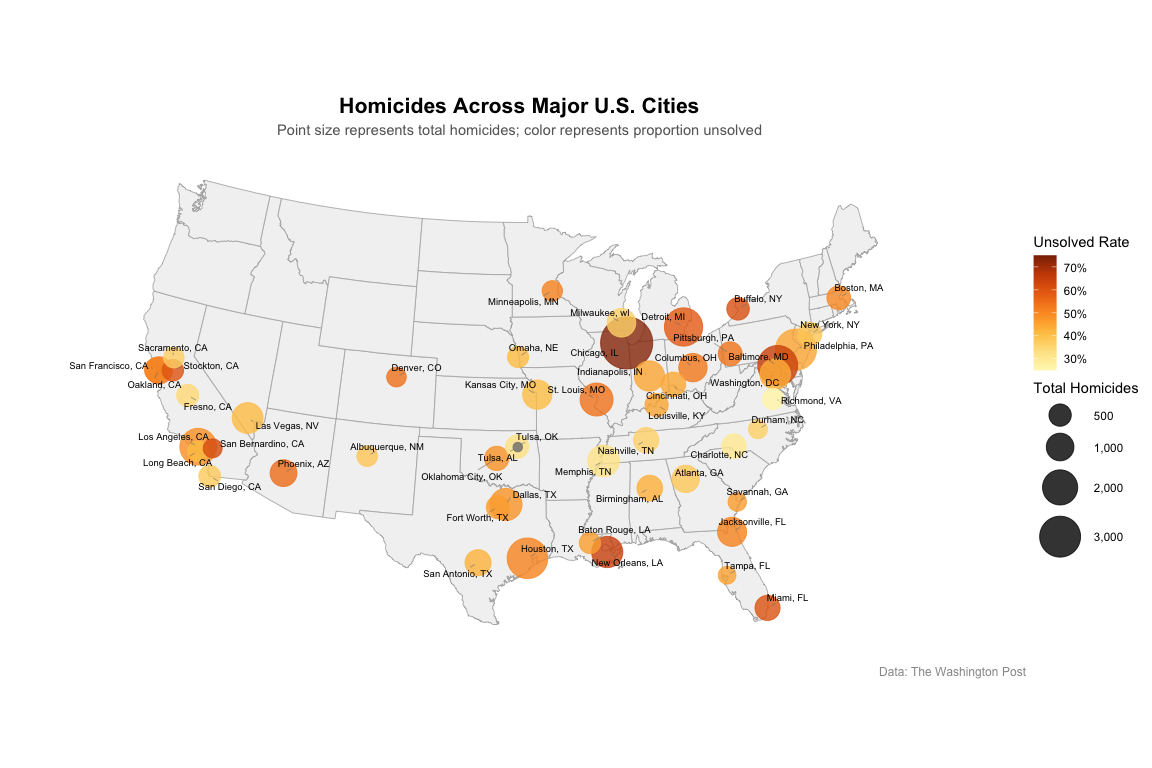 Homicides Across Major U.S. Cities
Point size represents total homicides; color represents proportion unsolved
Minneapolis, MN
Milwaukee, wI
Detroit, MI
Buffalo, NY
Boston, MA
New York, NY
Pittsburgh, PA
Philadelphia, PA
Sacramento, CA
San Francisco, CA
Stockton, CA
Oakland, CA
Fresno, CA
Denver, CO
Omaha, NE
Chicago, IL
Columbus, OH
Baltimore, MD
Indianapolis, IN
Kansas City, MO
St. Louis, MO
Washington, DC
Cincinnati, OH
Richmond, VA
Louisville, KY
Durham, NC
Las Vegas, NV
Los Angeles, CA
San Bernardino, CA
Long Beach, CA
San Diego, CA
Phoenix, AZ
Albuquerque, NM
Tulsa, OK
Tulsa, AL
Oklahoma City, OK
Nashville, TN
Memphis, TN
Charlotte, NC
Atlanta, GA
Birmingham, AL
Savannah, GA
Dallas, TX
Fort Worth, TX
Jacksonville, FL
Baton Rouge, LA
Houston, TX
New Orleans, LA
San Antonio, TX
Tampa, FL
Miami, FL
Unsolved Rate
70%
60%
50%
40%
30%
Total Homicides
500
1,000
2,000
3,000
Data: The Washington Post